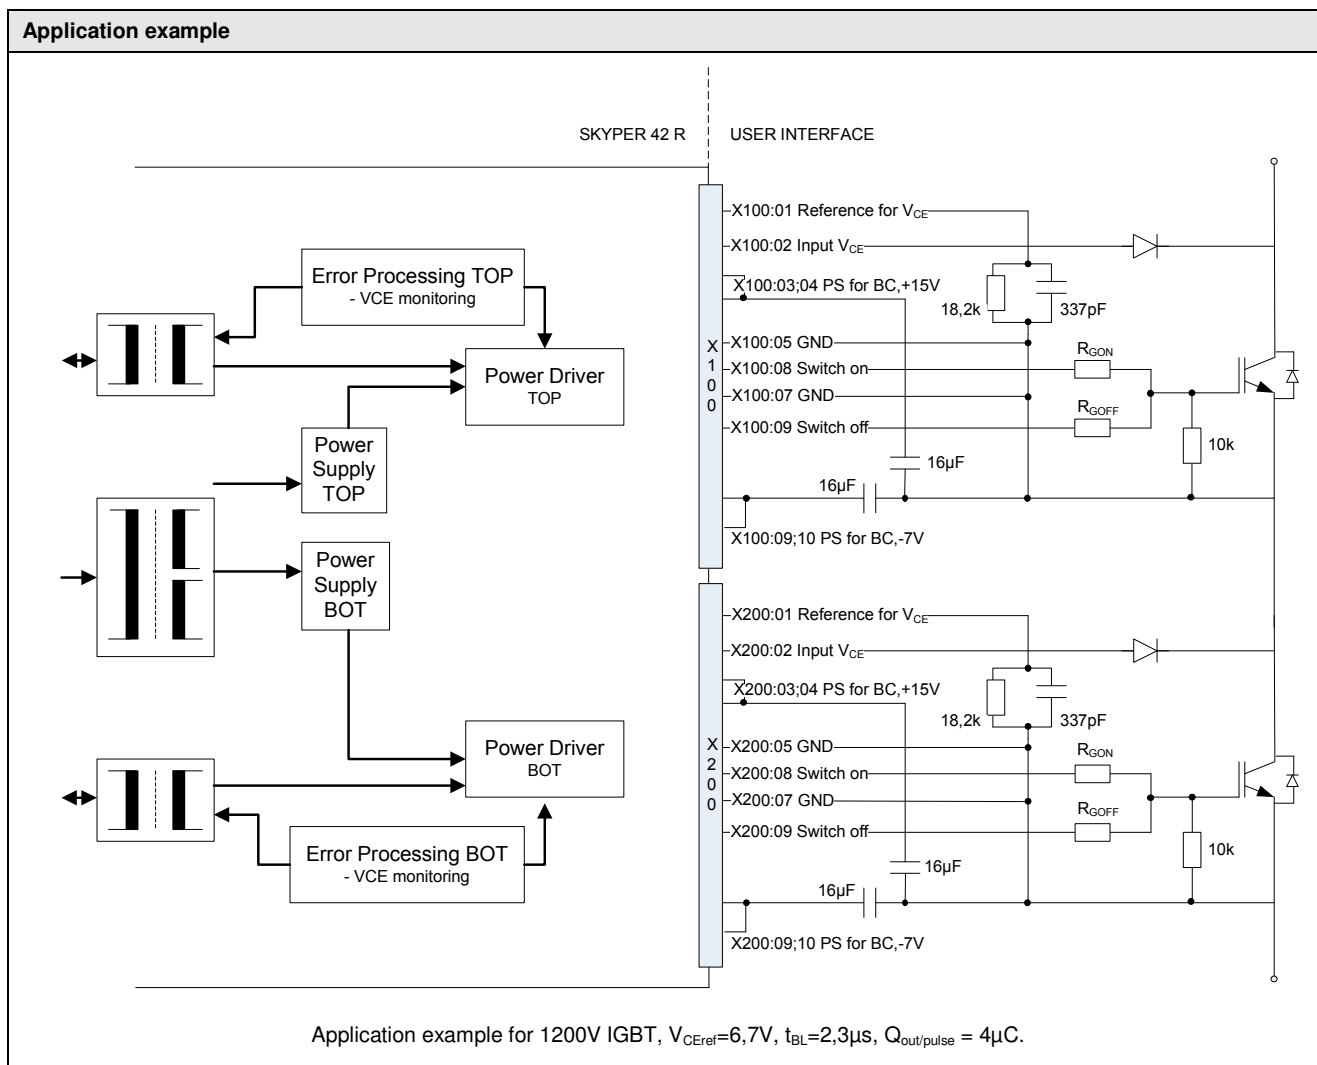 Application example
SKYPER 42 R
USER INTERFACE
X100:01 Reference for VCE
X100:02 Input VCE
X100:03;04 PS for BC,+15V
18,2k
337pF
X100:05 GND
X100:08 Switch on
RGON
X100:07 GND
X100:09 Switch off
RGOFF
10k
16µF
16µF
X100:09;10 PS for BC,-7V
X
1
0
0
Error Processing TOP
- VCE monitoring
Power Driver
TOP
Power
Supply
TOP
Power
Supply
BOT
Power Driver
BOT
Error Processing BOT
- VCE monitoring
X200:01 Reference for VCE
X200:02 Input VCE
X200:03;04 PS for BC,+15V
18,2k
337pF
X200:05 GND
X200:08 Switch on
RGON
X200:07 GND
X200:09 Switch off
RGOFF
10k
16µF
16µF
X200:09;10 PS for BC,-7V
X
2
0
0
Application example for 1200V IGBT, VCEref=6,7V, tBL=2,3µs, Qout/pulse = 4µC.